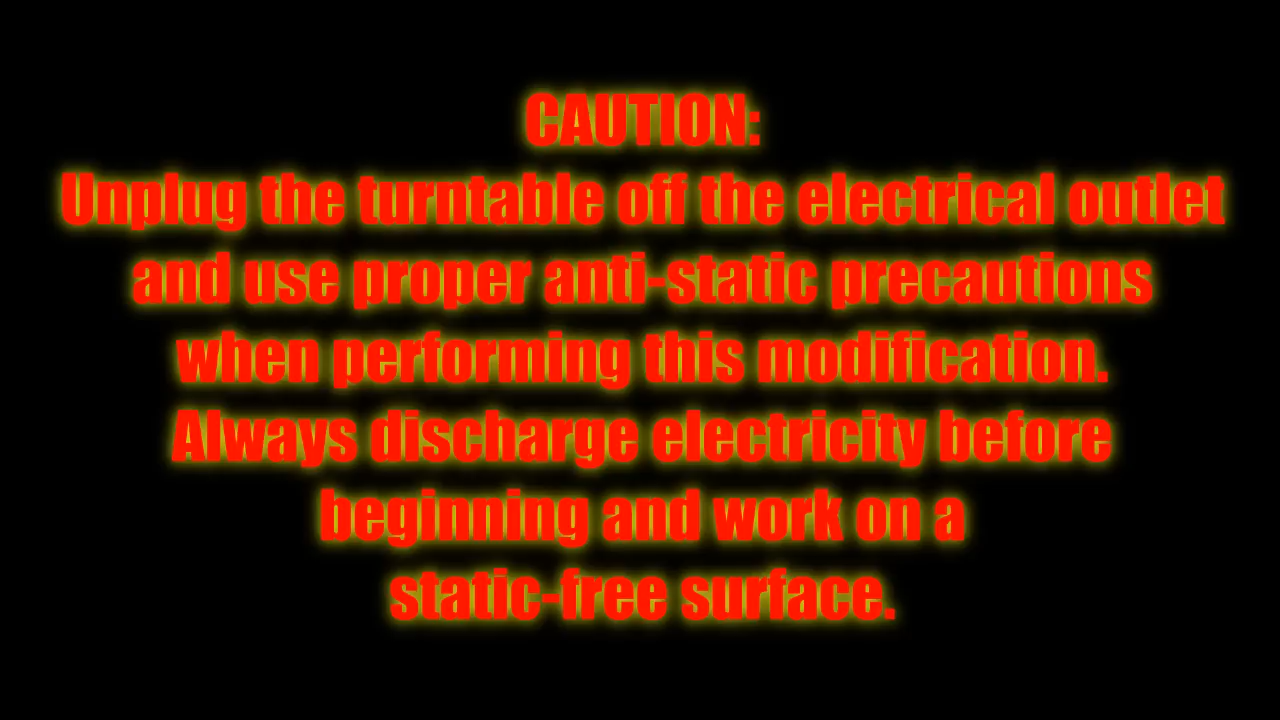 CAUTION:
Unplug the turntable off the electrical outlet
and use proper anti-static precautions
when performing this modification.
Always discharge electricity before
beginning and work on a
static-free surface.